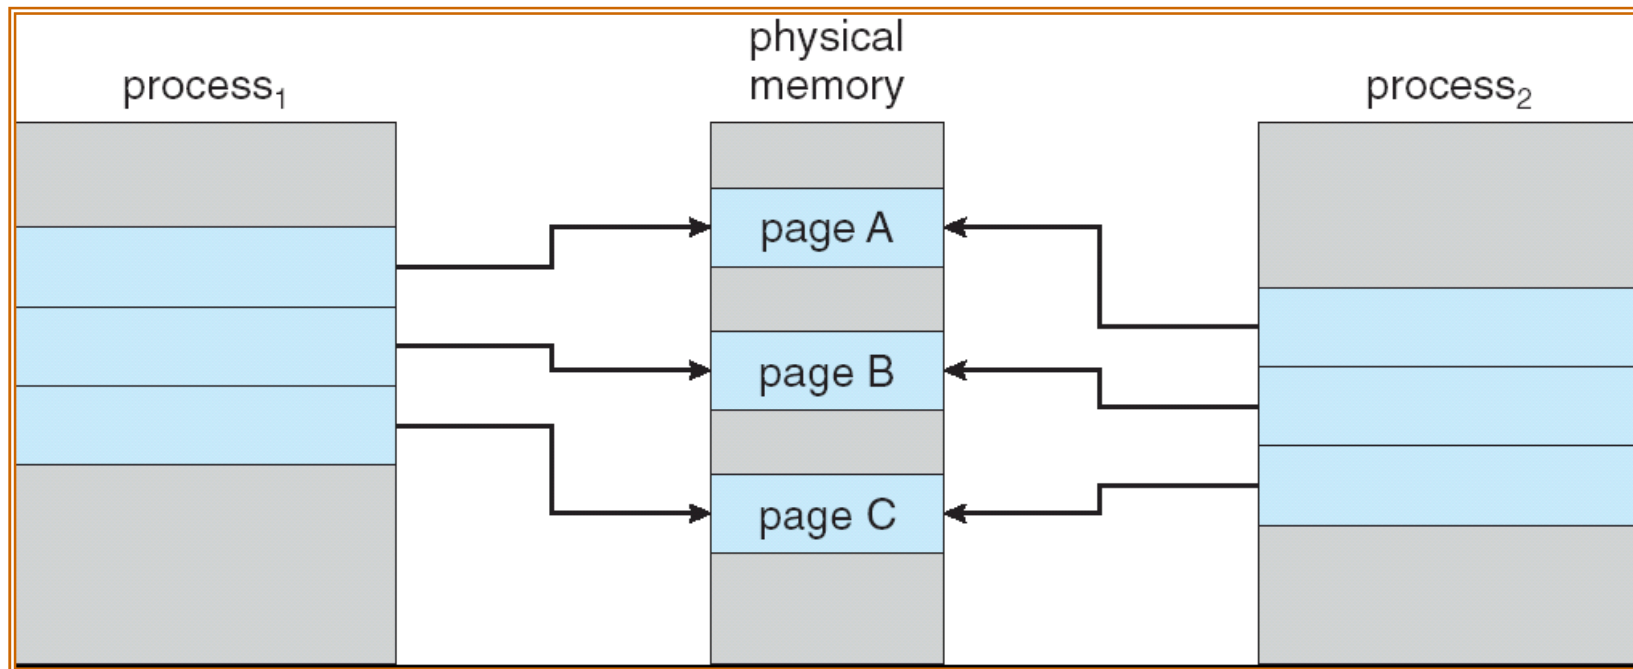 physical
memory
process₁
process₂
page A
page B
page C